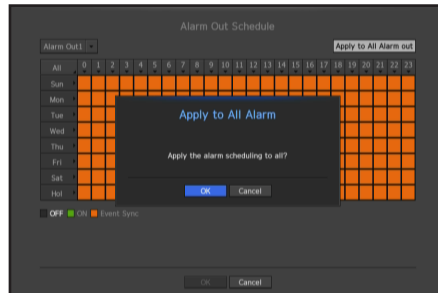 Alarm Out Schedule
Alarm Out1
Apply to All Alarm out
All 0 1 2 3 4 5 6 7 8 9 10 11 12 13 14 15 16 17 18 19 20 21 22 23
Sun
Mon
Tue
Wed
Thu
Fri
Sat
Hol
Apply to All Alarm
Apply the alarm scheduling to all?
OK Cancel
OFF ON Event Sync
OK Cancel